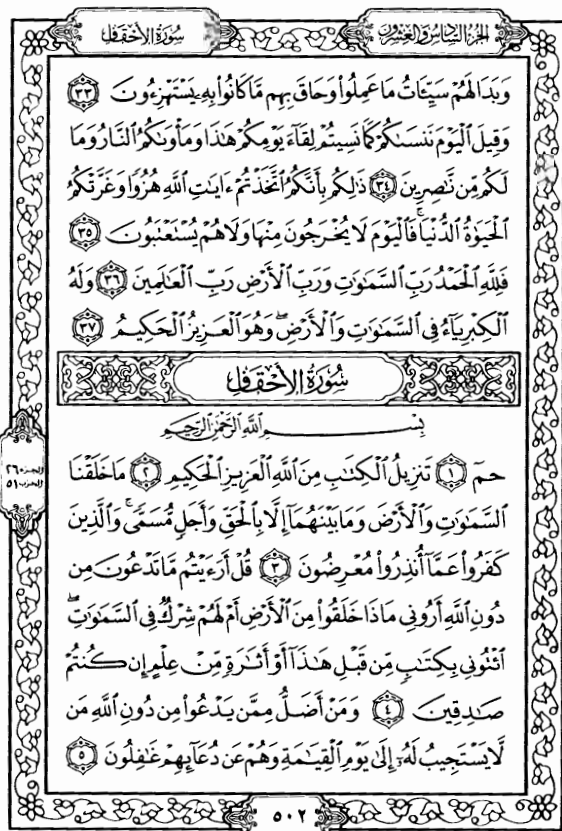 الجزء السادس والعشرون
سورة الأحقاف
وَبَدَا لَهُمْ سَيِّئَاتُ مَا عَمِلُوا۟ وَحَاقَ بِهِم مَّا كَانُوا۟ بِهِۦ يَسْتَهْزِءُونَ ٣٣
وَقِيلَ ٱلْيَوْمَ نَنسَىٰكُمْ كَمَا نَسِيتُمْ لِقَآءَ يَوْمِكُمْ هَٰذَا وَمَأْوَىٰكُمُ ٱلنَّارُ وَمَا
لَكُم مِّن نَّٰصِرِينَ ٣٤ ذَٰلِكُم بِأَنَّكُمُ ٱتَّخَذْتُمْ ءَايَٰتِ ٱللَّهِ هُزُوًا وَغَرَّتْكُمُ
ٱلْحَيَوٰةُ ٱلدُّنْيَا ۚ فَٱلْيَوْمَ لَا يُخْرَجُونَ مِنْهَا وَلَا هُمْ يُسْتَعْتَبُونَ ٣٥
فَلِلَّهِ ٱلْحَمْدُ رَبِّ ٱلسَّمَٰوَٰتِ وَرَبِّ ٱلْأَرْضِ رَبِّ ٱلْعَٰلَمِينَ ٣٦ وَلَهُ
ٱلْكِبْرِيَآءُ فِى ٱلسَّمَٰوَٰتِ وَٱلْأَرْضِ ۖ وَهُوَ ٱلْعَزِيزُ ٱلْحَكِيمُ ٣٧
سُورَةُ الأَحْقَافِ
بِسْمِ ٱللَّهِ ٱلرَّحْمَٰنِ ٱلرَّحِيمِ
حمٓ ١ تَنزِيلُ ٱلْكِتَٰبِ مِنَ ٱللَّهِ ٱلْعَزِيزِ ٱلْحَكِيمِ ٢ مَا خَلَقْنَا
ٱلسَّمَٰوَٰتِ وَٱلْأَرْضَ وَمَا بَيْنَهُمَآ إِلَّا بِٱلْحَقِّ وَأَجَلٍ مُّسَمًّى ۚ وَٱلَّذِينَ
كَفَرُوا۟ عَمَّآ أُنذِرُوا۟ مُعْرِضُونَ ٣ قُلْ أَرَءَيْتُم مَّا تَدْعُونَ مِن
دُونِ ٱللَّهِ أَرُونِى مَاذَا خَلَقُوا۟ مِنَ ٱلْأَرْضِ أَمْ لَهُمْ شِرْكٌ فِى ٱلسَّمَٰوَٰتِ ۖ
ٱئْتُونِى بِكِتَٰبٍ مِّن قَبْلِ هَٰذَآ أَوْ أَثَٰرَةٍ مِّنْ عِلْمٍ إِن كُنتُمْ
صَٰدِقِينَ ٤ وَمَنْ أَضَلُّ مِمَّن يَدْعُوا۟ مِن دُونِ ٱللَّهِ مَن
لَّا يَسْتَجِيبُ لَهُۥٓ إِلَىٰ يَوْمِ ٱلْقِيَٰمَةِ وَهُمْ عَن دُعَآئِهِمْ غَٰفِلُونَ ٥
الجزء ٢٦
الحزب ٥١
٥٠٢